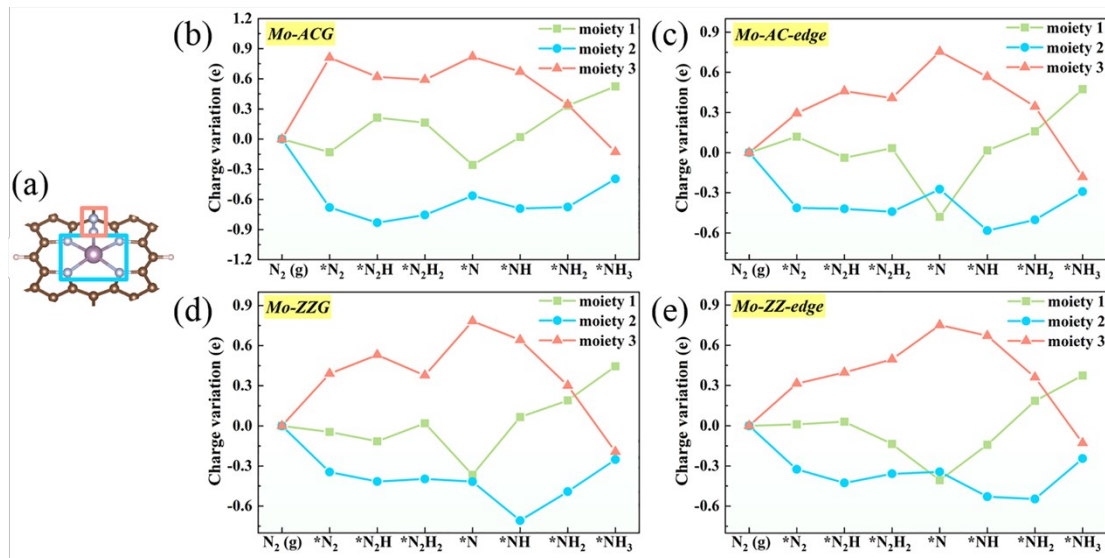 (a)
(b)
Mo-ACG
moiety 1
moiety 2
moiety 3
Charge variation (e)
1.2
0.9
0.6
0.3
0.0
-0.3
-0.6
-0.9
-1.2
N₂ (g) *N₂ *N₂H *N₂H₂ *N *NH *NH₂ *NH₃
(c)
Mo-AC-edge
moiety 1
moiety 2
moiety 3
Charge variation (e)
0.9
0.6
0.3
0.0
-0.3
-0.6
N₂ (g) *N₂ *N₂H *N₂H₂ *N *NH *NH₂ *NH₃
(d)
Mo-ZZG
moiety 1
moiety 2
moiety 3
Charge variation (e)
0.9
0.6
0.3
0.0
-0.3
-0.6
N₂ (g) *N₂ *N₂H *N₂H₂ *N *NH *NH₂ *NH₃
(e)
Mo-ZZ-edge
moiety 1
moiety 2
moiety 3
Charge variation (e)
0.9
0.6
0.3
0.0
-0.3
-0.6
N₂ (g) *N₂ *N₂H *N₂H₂ *N *NH *NH₂ *NH₃